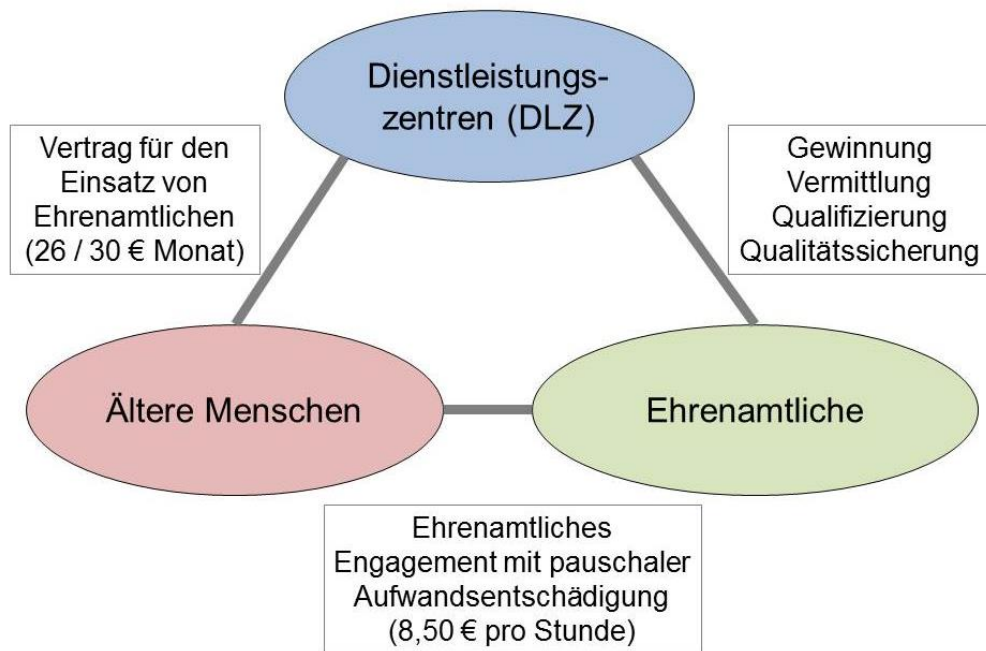 Dienstleistungs-
zentren (DLZ)
Vertrag für den
Einsatz von
Ehrenamtlichen
(26 / 30 € Monat)
Gewinnung
Vermittlung
Qualifizierung
Qualitätssicherung
Ältere Menschen
Ehrenamtliche
Ehrenamtliches
Engagement mit pauschaler
Aufwandsentschädigung
(8,50 € pro Stunde)